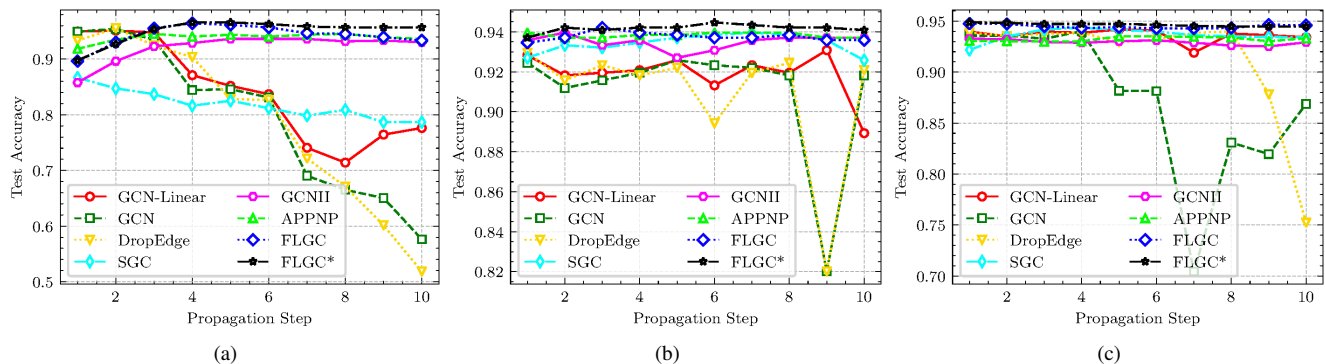 Test Accuracy
0.9
0.8
0.7
0.6
0.5
2
4
6
8
10
Propagation Step
GCN-Linear
GCN
DropEdge
SGC
GCNII
APPNP
FLGC
FLGC*
(a)
Test Accuracy
0.94
0.92
0.90
0.88
0.86
0.84
0.82
2
4
6
8
10
Propagation Step
GCN-Linear
GCN
DropEdge
SGC
GCNII
APPNP
FLGC
FLGC*
(b)
Test Accuracy
0.95
0.90
0.85
0.80
0.75
0.70
2
4
6
8
10
Propagation Step
GCN-Linear
GCN
DropEdge
SGC
GCNII
APPNP
FLGC
FLGC*
(c)